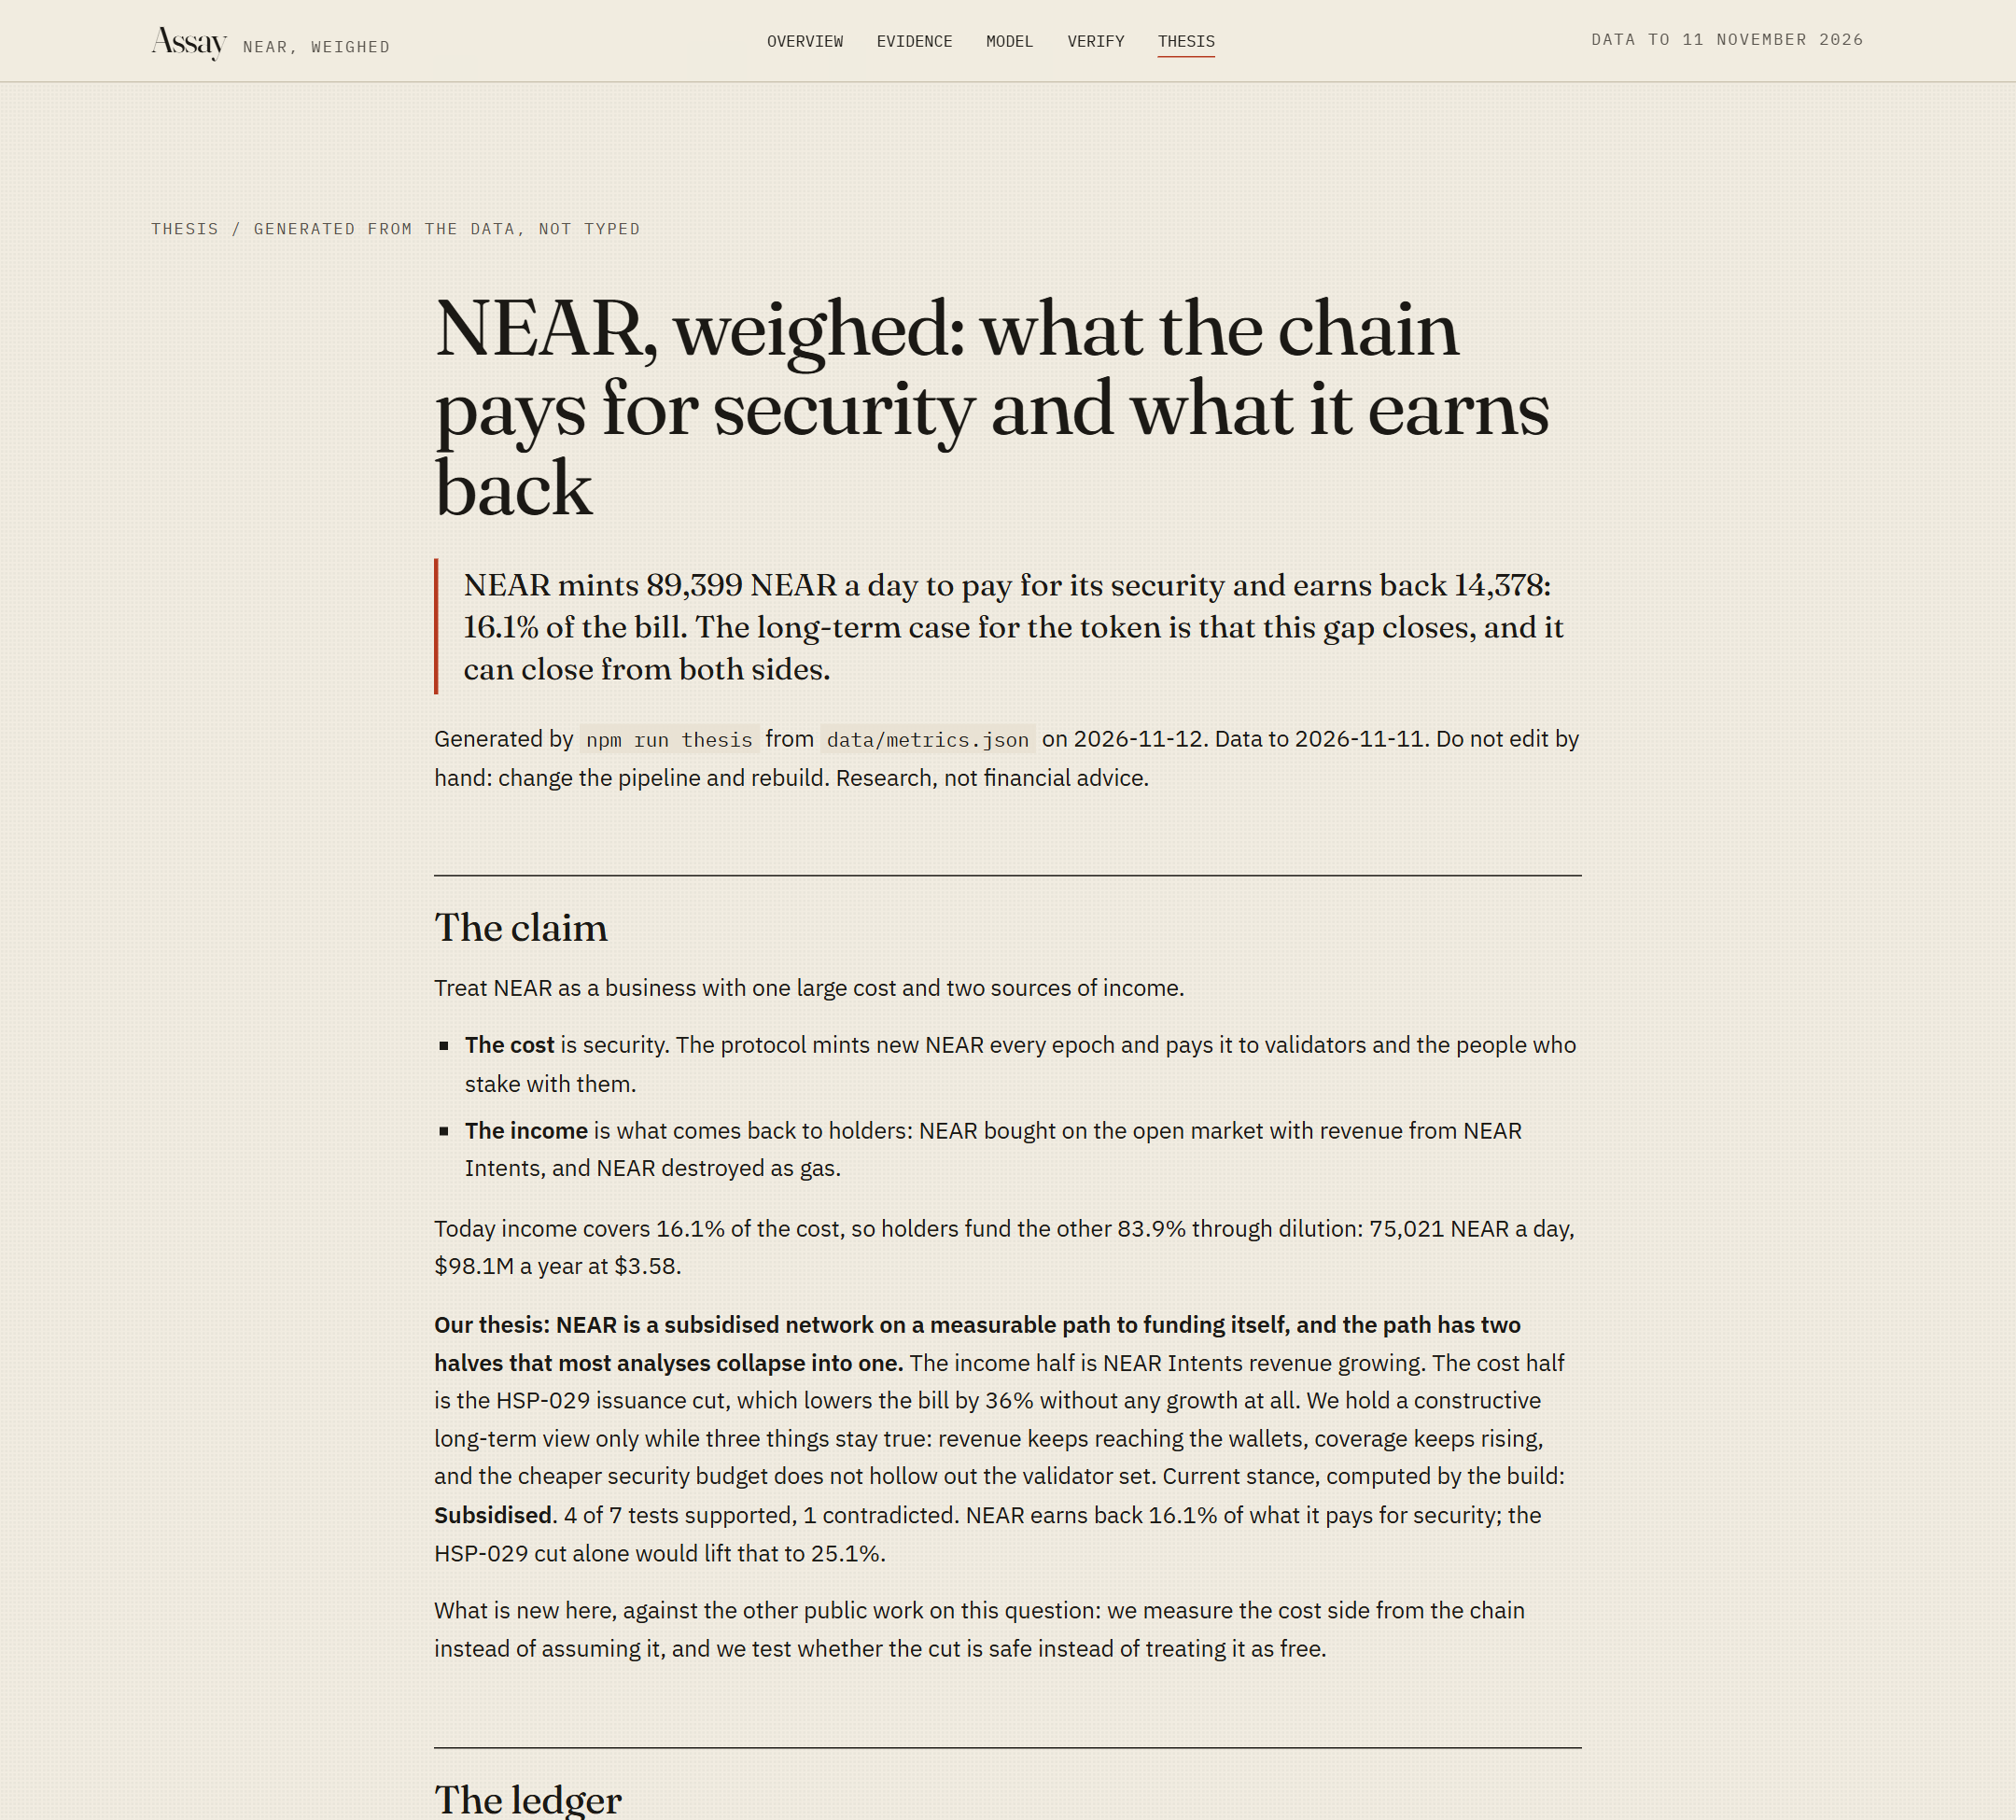 Assay NEAR, WEIGHED
OVERVIEW EVIDENCE MODEL VERIFY THESIS
DATA TO 11 NOVEMBER 2026
THESIS / GENERATED FROM THE DATA, NOT TYPED
NEAR, weighed: what the chain
pays for security and what it earns
back
NEAR mints 89,399 NEAR a day to pay for its security and earns back 14,378:
16.1% of the bill. The long-term case for the token is that this gap closes, and it
can close from both sides.
Generated by npm run thesis from data/metrics.json on 2026-11-12. Data to 2026-11-11. Do not edit by
hand: change the pipeline and rebuild. Research, not financial advice.
The claim
Treat NEAR as a business with one large cost and two sources of income.
▪ The cost is security. The protocol mints new NEAR every epoch and pays it to validators and the people who
stake with them.
▪ The income is what comes back to holders: NEAR bought on the open market with revenue from NEAR
Intents, and NEAR destroyed as gas.
Today income covers 16.1% of the cost, so holders fund the other 83.9% through dilution: 75,021 NEAR a day,
$98.1M a year at $3.58.
Our thesis: NEAR is a subsidised network on a measurable path to funding itself, and the path has two
halves that most analyses collapse into one. The income half is NEAR Intents revenue growing. The cost half
is the HSP-029 issuance cut, which lowers the bill by 36% without any growth at all. We hold a constructive
long-term view only while three things stay true: revenue keeps reaching the wallets, coverage keeps rising,
and the cheaper security budget does not hollow out the validator set. Current stance, computed by the build:
Subsidised. 4 of 7 tests supported, 1 contradicted. NEAR earns back 16.1% of what it pays for security; the
HSP-029 cut alone would lift that to 25.1%.
What is new here, against the other public work on this question: we measure the cost side from the chain
instead of assuming it, and we test whether the cut is safe instead of treating it as free.
The ledger